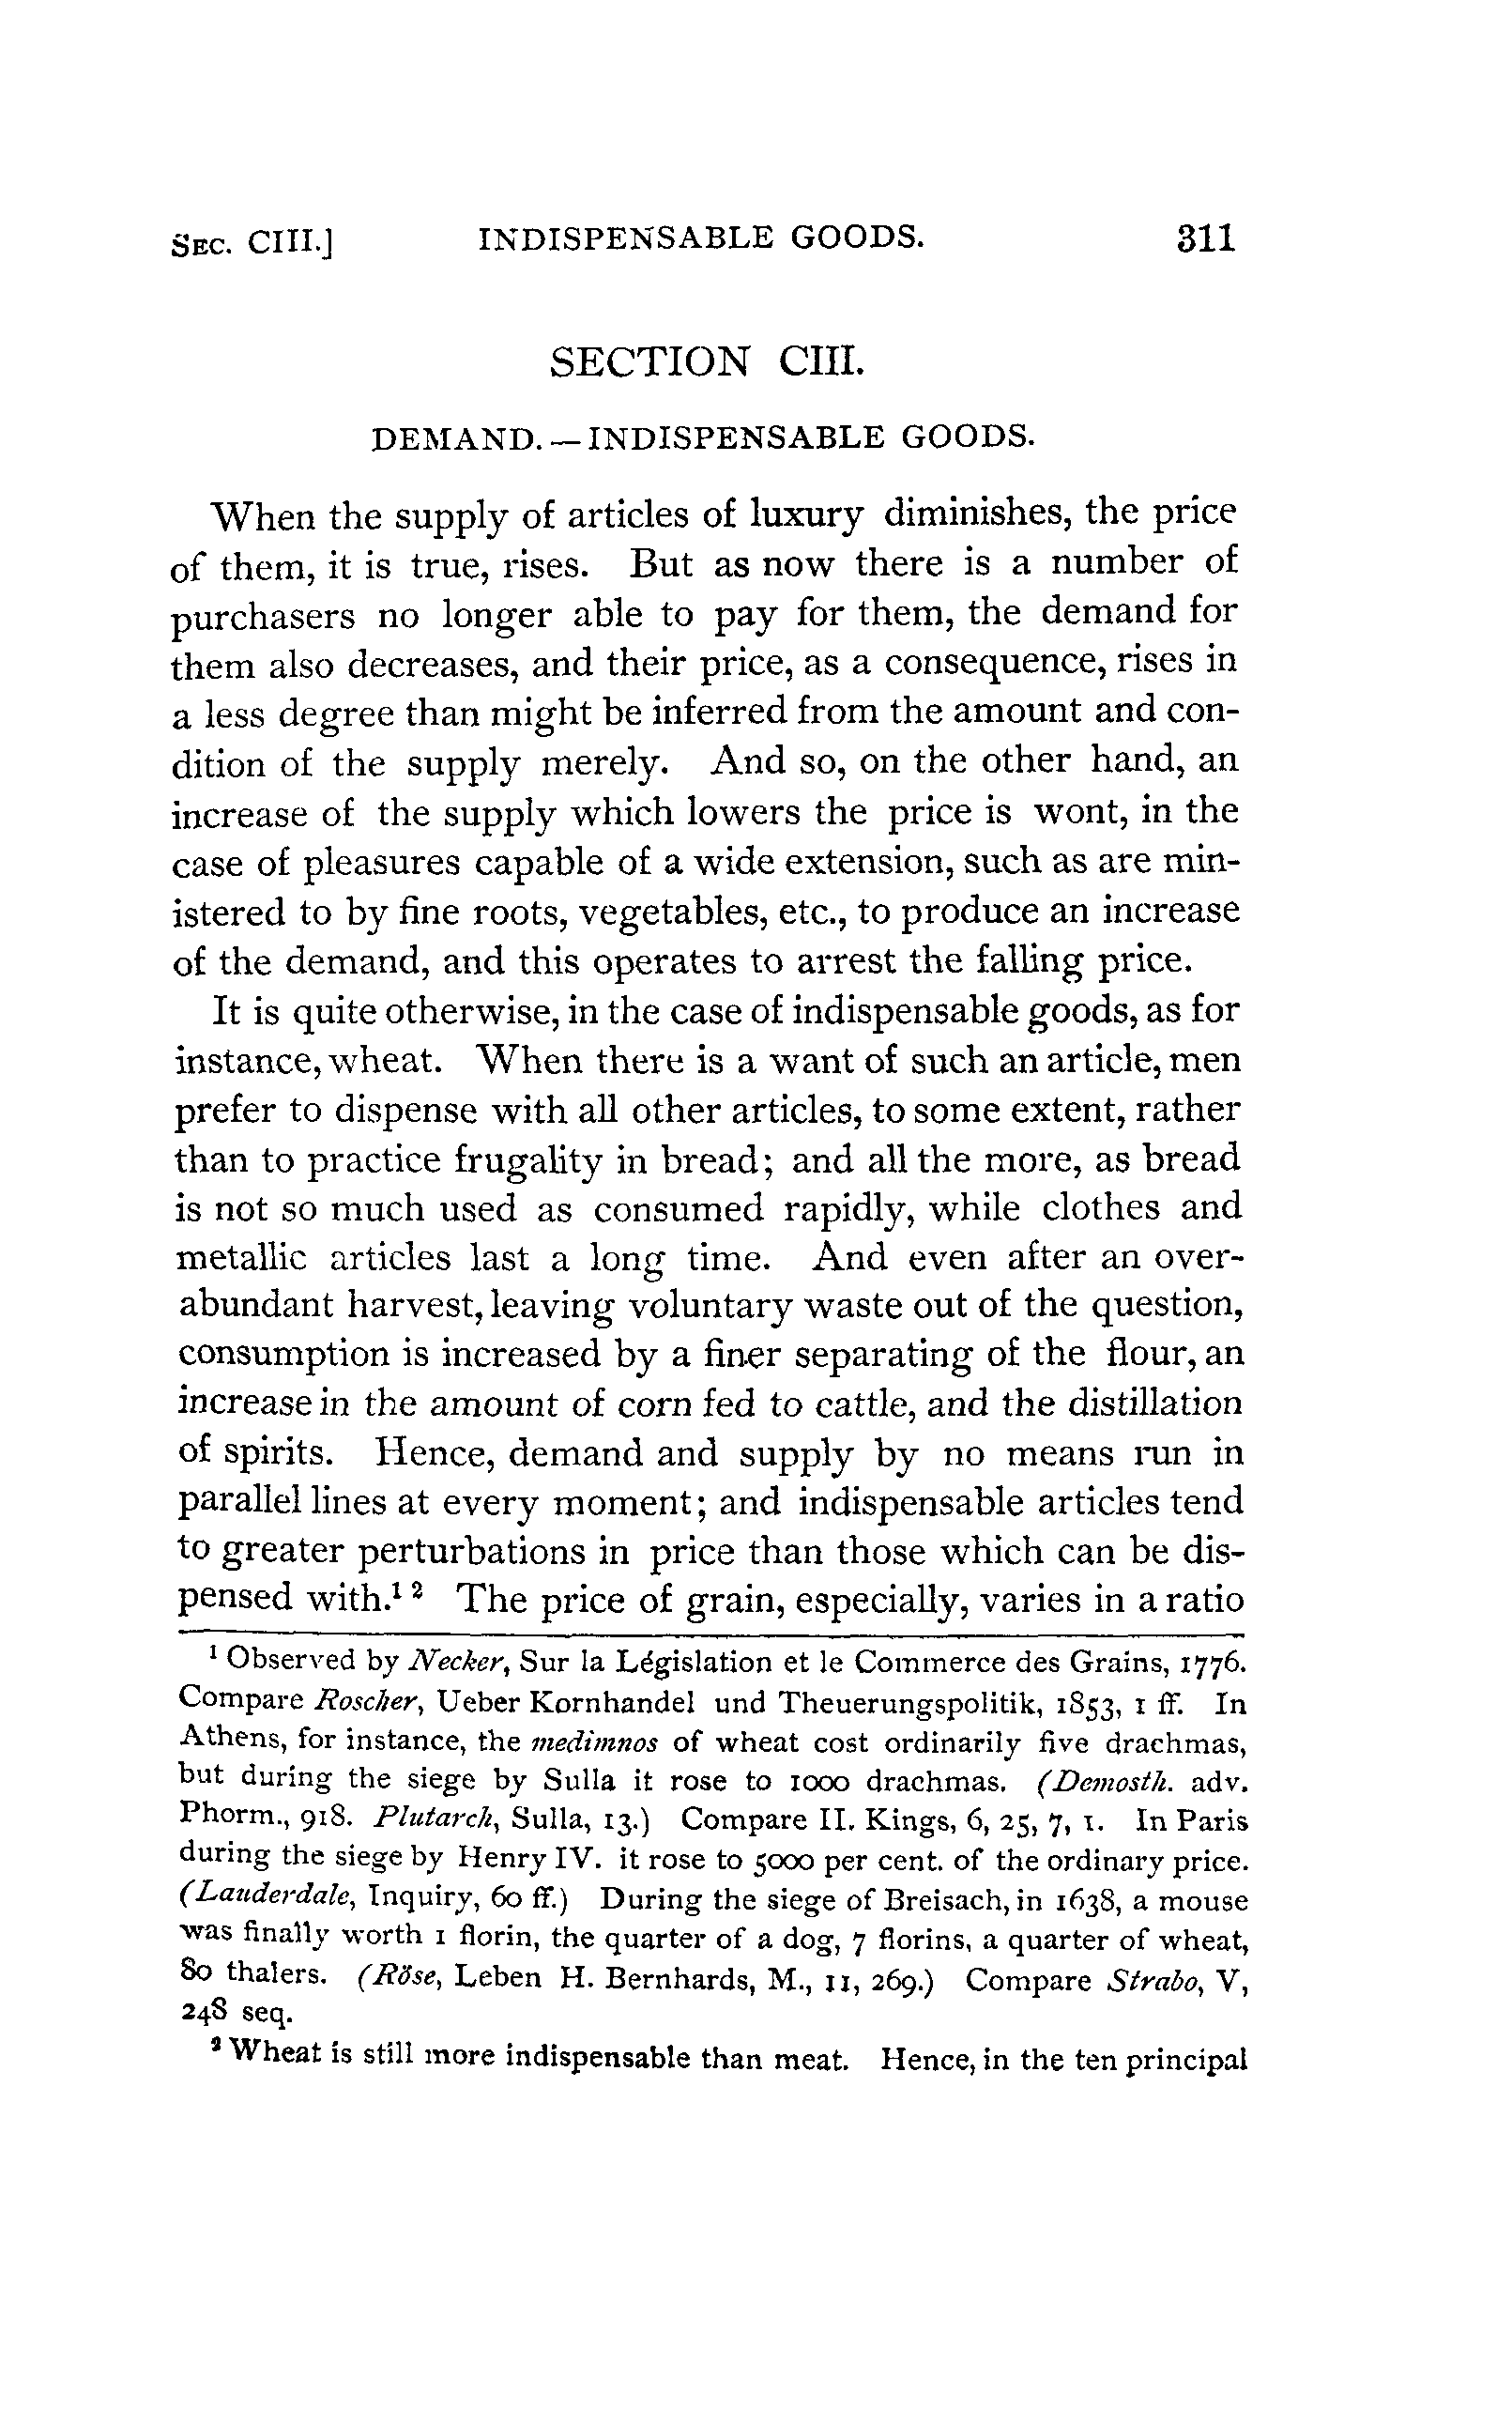 SEC. CIII.] INDISPENSABLE GOODS. 311
SECTION CIII.
DEMAND. — INDISPENSABLE GOODS.
When the supply of articles of luxury diminishes, the price
of them, it is true, rises. But as now there is a number of
purchasers no longer able to pay for them, the demand for
them also decreases, and their price, as a consequence, rises in
a less degree than might be inferred from the amount and con-
dition of the supply merely. And so, on the other hand, an
increase of the supply which lowers the price is wont, in the
case of pleasures capable of a wide extension, such as are min-
istered to by fine roots, vegetables, etc., to produce an increase
of the demand, and this operates to arrest the falling price.
It is quite otherwise, in the case of indispensable goods, as for
instance, wheat. When there is a want of such an article, men
prefer to dispense with all other articles, to some extent, rather
than to practice frugality in bread; and all the more, as bread
is not so much used as consumed rapidly, while clothes and
metallic articles last a long time. And even after an over-
abundant harvest, leaving voluntary waste out of the question,
consumption is increased by a finer separating of the flour, an
increase in the amount of corn fed to cattle, and the distillation
of spirits. Hence, demand and supply by no means run in
parallel lines at every moment; and indispensable articles tend
to greater perturbations in price than those which can be dis-
pensed with.¹ ² The price of grain, especially, varies in a ratio
¹ Observed by Necker, Sur la Législation et le Commerce des Grains, 1776.
Compare Roscher, Ueber Kornhandel und Theuerungspolitik, 1853, 1 ff. In
Athens, for instance, the medimnos of wheat cost ordinarily five drachmas,
but during the siege by Sulla it rose to 1000 drachmas. (Demosth. adv.
Phorm., 918. Plutarch, Sulla, 13.) Compare II. Kings, 6, 25, 7, 1. In Paris
during the siege by Henry IV. it rose to 5000 per cent. of the ordinary price.
(Lauderdale, Inquiry, 60 ff.) During the siege of Breisach, in 1638, a mouse
was finally worth 1 florin, the quarter of a dog, 7 florins, a quarter of wheat,
80 thalers. (Röse, Leben H. Bernhards, M., 11, 269.) Compare Strabo, V,
248 seq.
² Wheat is still more indispensable than meat. Hence, in the ten principal